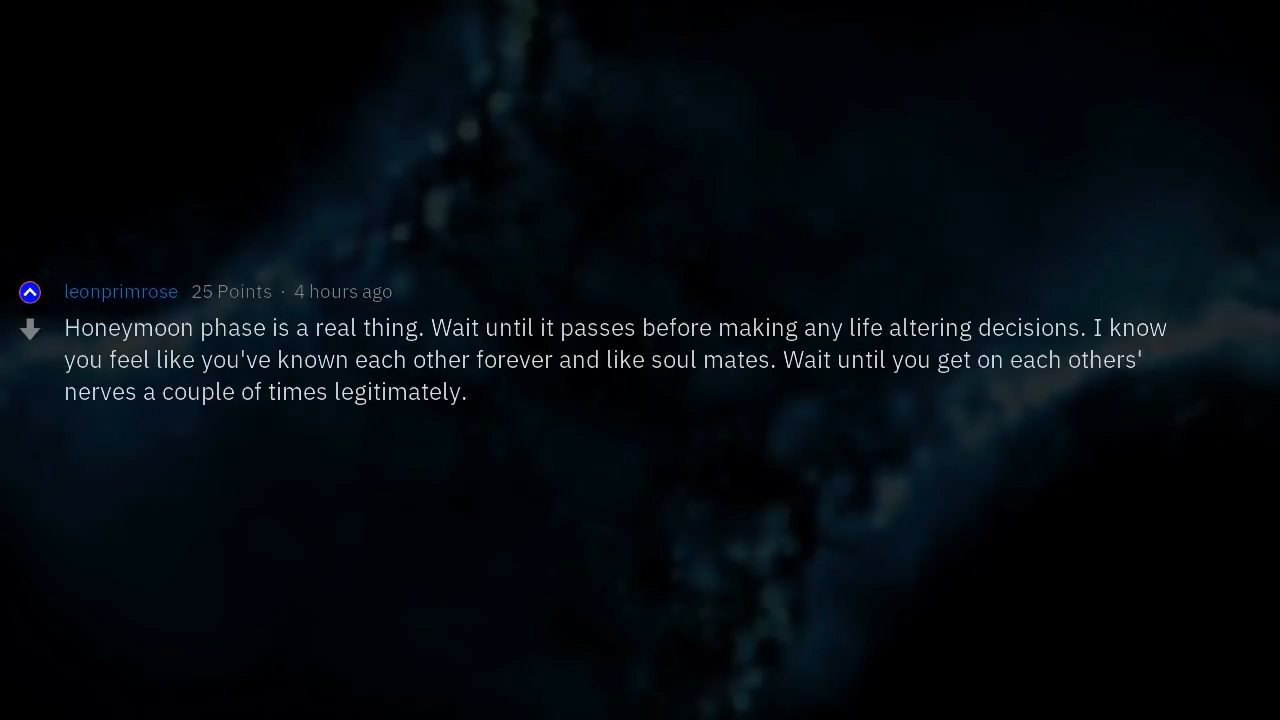 leonprimrose 25 Points · 4 hours ago
Honeymoon phase is a real thing. Wait until it passes before making any life altering decisions. I know
you feel like you've known each other forever and like soul mates. Wait until you get on each others'
nerves a couple of times legitimately.